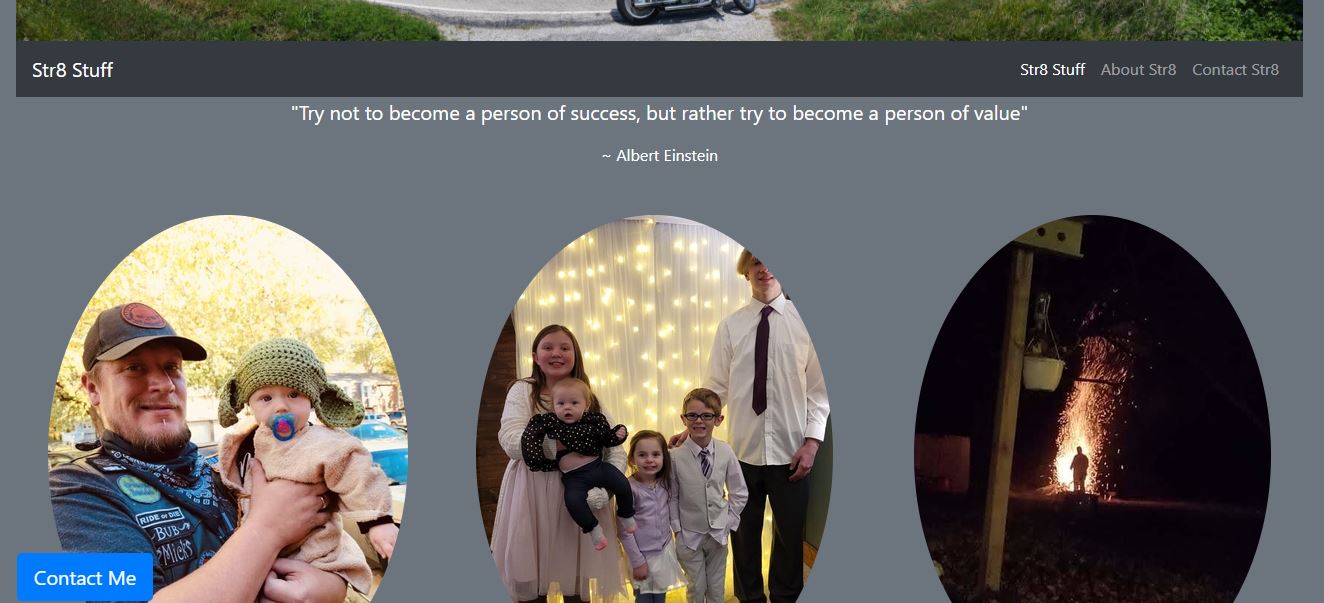 Str8 Stuff
Str8 Stuff About Str8 Contact Str8
"Try not to become a person of success, but rather try to become a person of value"
~ Albert Einstein
RIDE OR DIE
BUB
MICKS
Contact Me